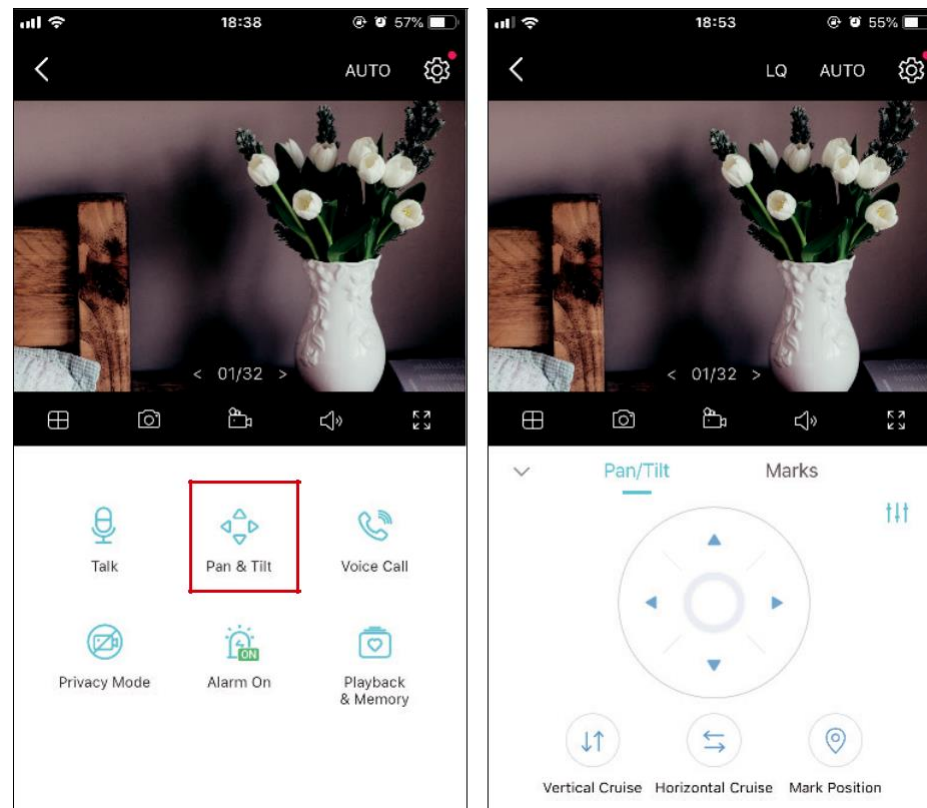 18:38
57%
AUTO
< 01/32 >
Talk
Pan & Tilt
Voice Call
ON
Privacy Mode
Alarm On
Playback
& Memory
18:53
55%
LQ
AUTO
< 01/32 >
Pan/Tilt
Marks
Vertical Cruise
Horizontal Cruise
Mark Position